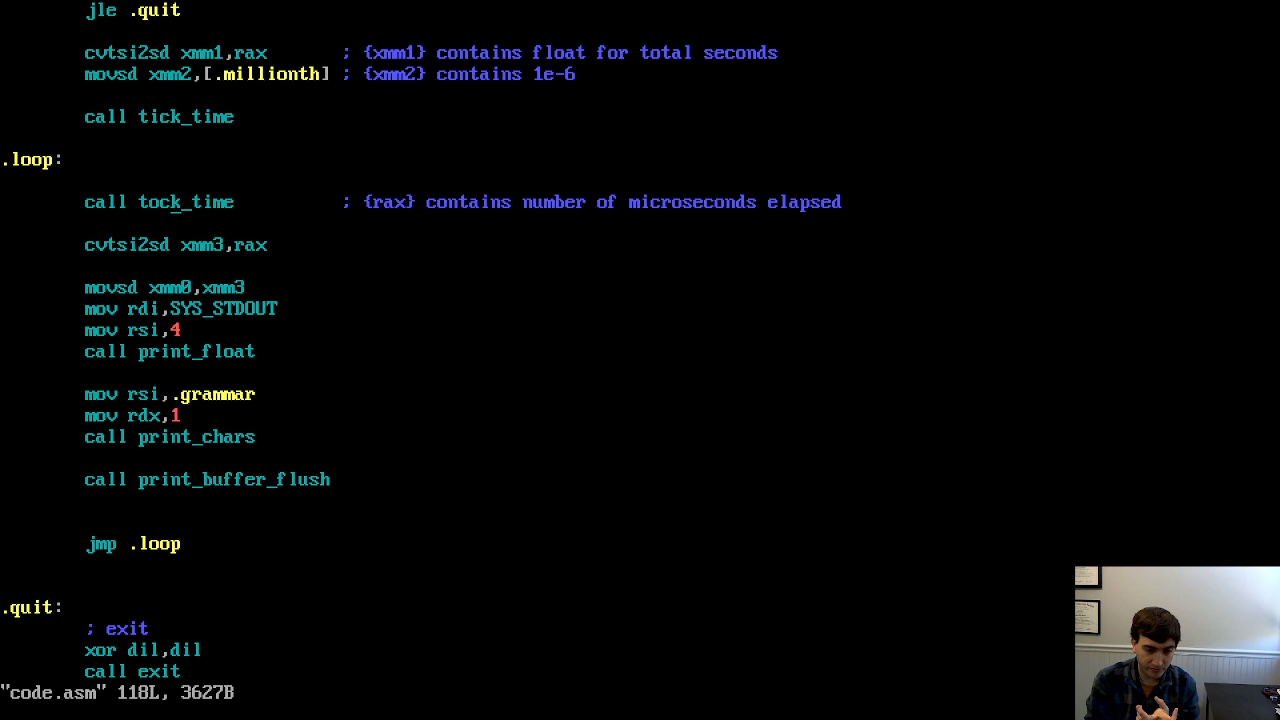 jle .quit
cvtsi2sd xmm1,rax ; {xmm1} contains float for total seconds
movsd xmm2,[.millionth] ; {xmm2} contains 1e-6
call tick_time
.loop:
call tock_time ; {rax} contains number of microseconds elapsed
cvtsi2sd xmm3,rax
movsd xmm0,xmm3
mov rdi,SYS_STDOUT
mov rsi,4
call print_float
mov rsi,.grammar
mov rdx,1
call print_chars
call print_buffer_flush
jmp .loop
.quit:
; exit
xor dil,dil
call exit
"code.asm" 118L, 3627B